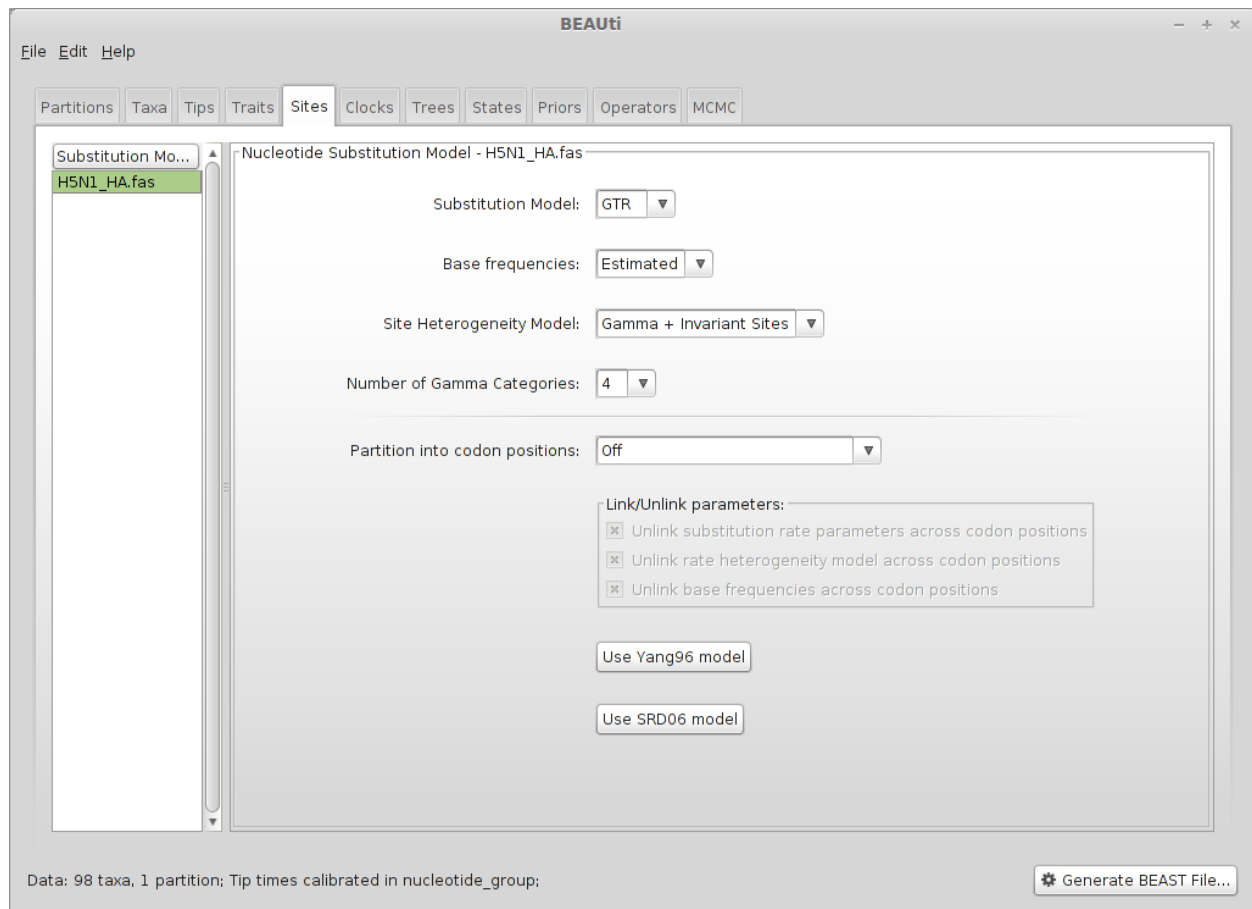 BEAUti
File Edit Help
Partitions Taxa Tips Traits Sites Clocks Trees States Priors Operators MCMC
Substitution Mo...
H5N1_HA.fas
Nucleotide Substitution Model - H5N1_HA.fas
Substitution Model: GTR
Base frequencies: Estimated
Site Heterogeneity Model: Gamma + Invariant Sites
Number of Gamma Categories: 4
Partition into codon positions: Off
Link/Unlink parameters:
Unlink substitution rate parameters across codon positions
Unlink rate heterogeneity model across codon positions
Unlink base frequencies across codon positions
Use Yang96 model
Use SRD06 model
Data: 98 taxa, 1 partition; Tip times calibrated in nucleotide_group;
Generate BEAST File...